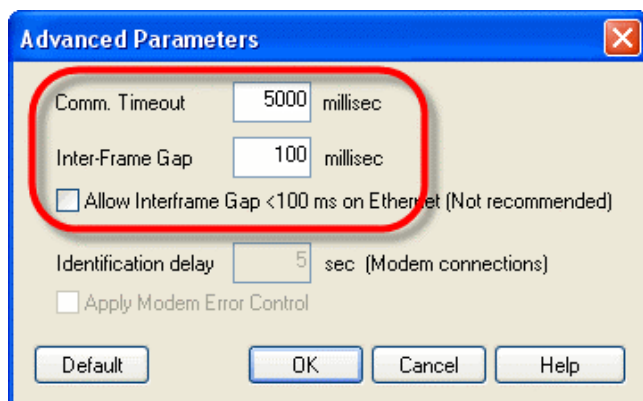 Advanced Parameters
Comm. Timeout 5000 millisec
Inter-Frame Gap 100 millisec
Allow Interframe Gap <100 ms on Ethernet (Not recommended)
Identification delay 5 sec (Modem connections)
Apply Modem Error Control
Default OK Cancel Help